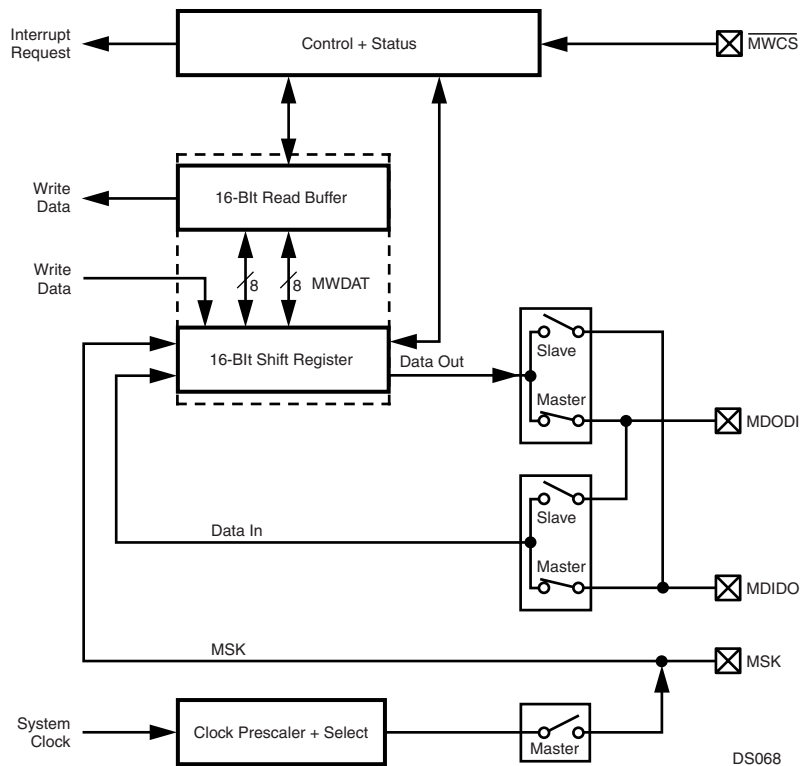 Interrupt
Request
Control + Status
MWCS
Write
Data
16-BIt Read Buffer
Write
Data
8
8
MWDAT
16-BIt Shift Register
Data Out
Slave
Master
MDODI
Slave
Data In
Master
MDIDO
MSK
MSK
System
Clock
Clock Prescaler + Select
Master
DS068